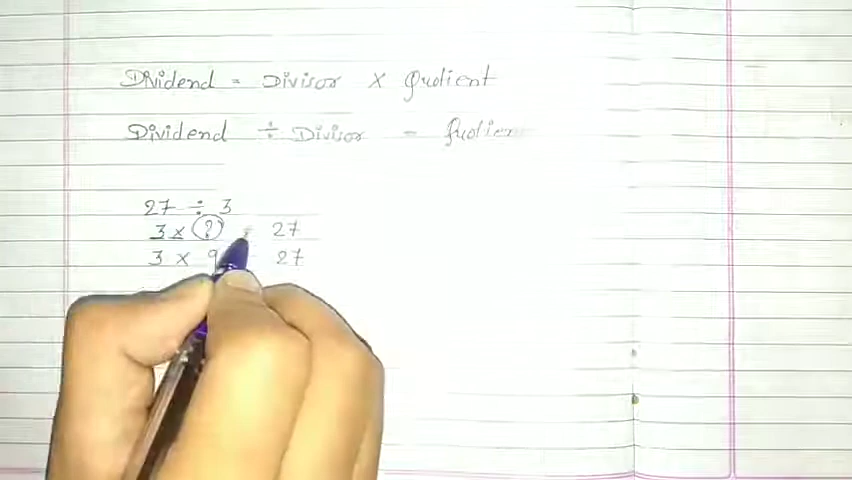 Dividend = Divisor × Quotient
Dividend ÷ Divisor = Quotient
27 ÷ 3
3 × ? = 27
3 × 9 27